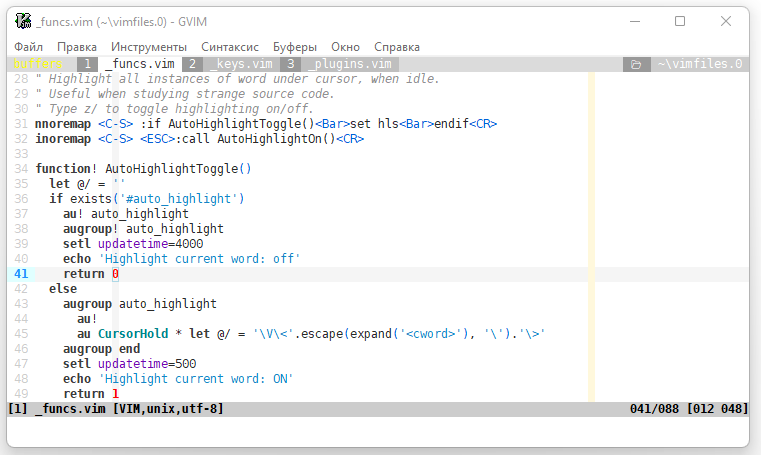 _funcs.vim (~\vimfiles.0) - GVIM
Файл Правка Инструменты Синтаксис Буферы Окно Справка
buffers 1 _funcs.vim 2 _keys.vim 3 _plugins.vim ~\vimfiles.0
28 " Highlight all instances of word under cursor, when idle.
29 " Useful when studying strange source code.
30 " Type z/ to toggle highlighting on/off.
31 nnoremap <C-S> :if AutoHighlightToggle()<Bar>set hls<Bar>endif<CR>
32 inoremap <C-S> <ESC>:call AutoHighlightOn()<CR>
33
34 function! AutoHighlightToggle()
35   let @/ = ''
36   if exists('#auto_highlight')
37     au! auto_highlight
38     augroup! auto_highlight
39     setl updatetime=4000
40     echo 'Highlight current word: off'
41     return 0
42   else
43     augroup auto_highlight
44       au!
45       au CursorHold * let @/ = '\V\<'.escape(expand('<cword>'), '\').'\>'
46     augroup end
47     setl updatetime=500
48     echo 'Highlight current word: ON'
49     return 1
[1] _funcs.vim [VIM,unix,utf-8] 041/088 [012 048]